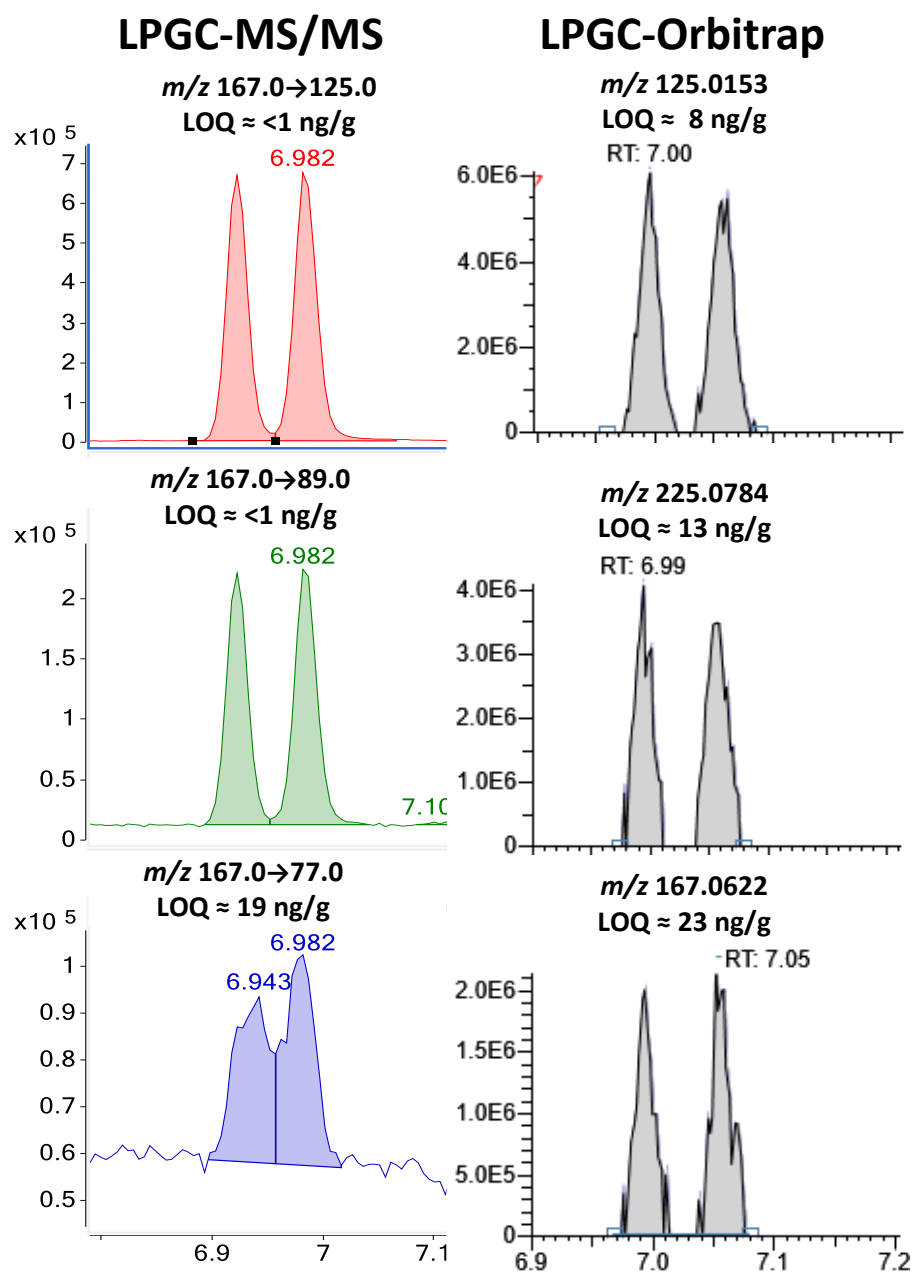 LPGC-MS/MS
m/z 167.0→125.0
LOQ ≈ <1 ng/g
x10 5
6.982
7
6
5
4
3
2
1
0
m/z 167.0→89.0
LOQ ≈ <1 ng/g
x10 5
6.982
2
1.5
1
0.5
0
7.10
m/z 167.0→77.0
LOQ ≈ 19 ng/g
x10 5
6.982
6.943
1
0.9
0.8
0.7
0.6
0.5
6.9
7
7.1
LPGC-Orbitrap
m/z 125.0153
LOQ ≈ 8 ng/g
RT: 7.00
6.0E6
4.0E6
2.0E6
0
m/z 225.0784
LOQ ≈ 13 ng/g
RT: 6.99
4.0E6
3.0E6
2.0E6
1.0E6
0
m/z 167.0622
LOQ ≈ 23 ng/g
RT: 7.05
2.0E6
1.5E6
1.0E6
5.0E5
0
6.9
7.0
7.1
7.2